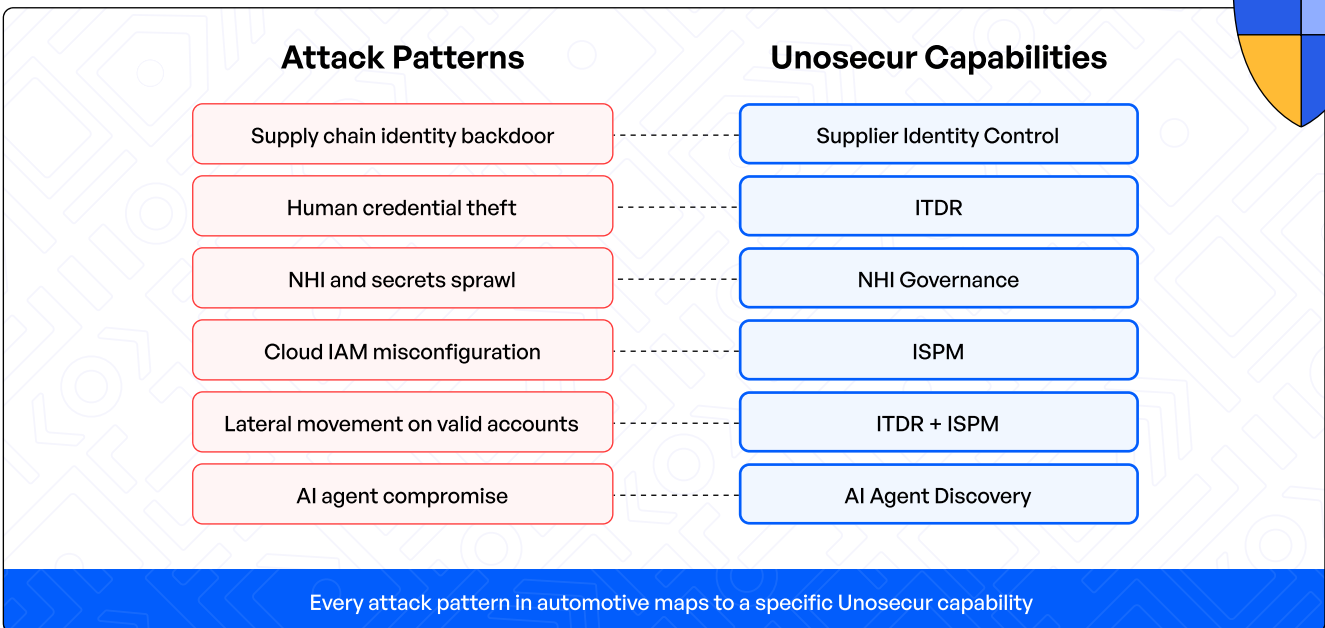 Attack Patterns
Unosecur Capabilities
Supply chain identity backdoor
Supplier Identity Control
Human credential theft
ITDR
NHI and secrets sprawl
NHI Governance
Cloud IAM misconfiguration
ISPM
Lateral movement on valid accounts
ITDR + ISPM
AI agent compromise
AI Agent Discovery
Every attack pattern in automotive maps to a specific Unosecur capability